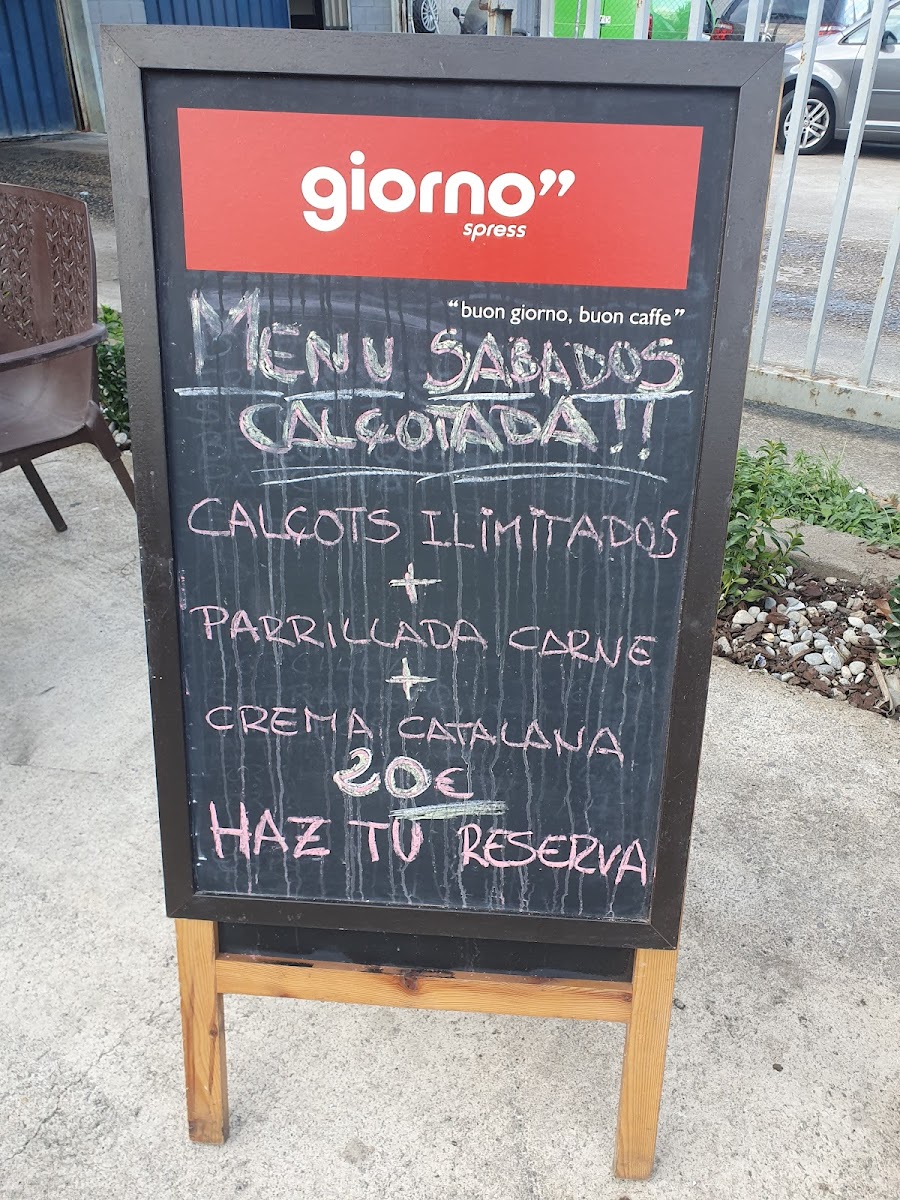 giorno”
spress
“buon giorno, buon caffe”
MENU SABADOS
CALÇOTADA!!
CALÇOTS ILIMITADOS
+
PARRILLADA CARNE
+
CREMA CATALANA
20€
HAZ TU RESERVA